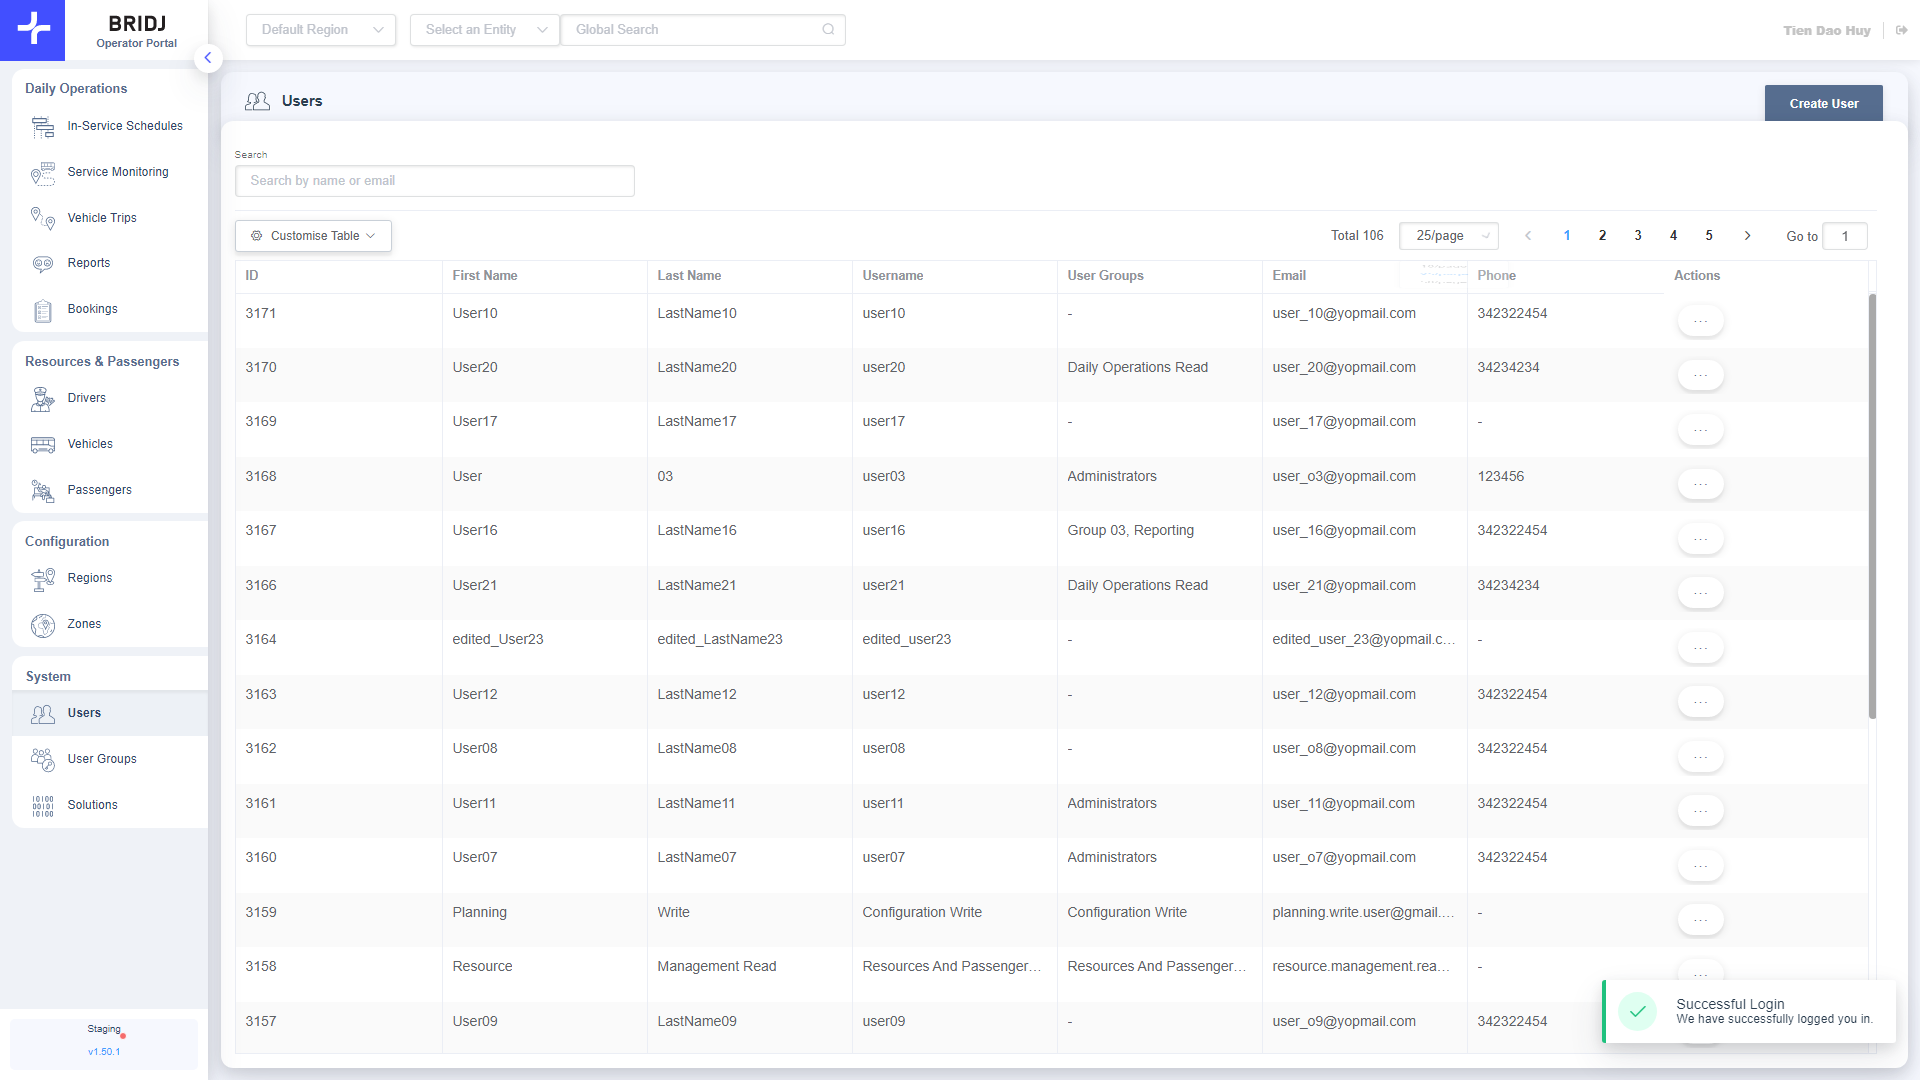 BRIDJ
Operator Portal
Default Region
Select an Entity
Global Search
Tien Dao Huy
Daily Operations
In-Service Schedules
Service Monitoring
Vehicle Trips
Reports
Bookings
Resources & Passengers
Drivers
Vehicles
Passengers
Configuration
Regions
Zones
System
Users
User Groups
Solutions
Staging
v1.50.1
Users
Create User
Search
Search by name or email
Customise Table
Total 106 25/page 1 2 3 4 5 Go to 1
ID First Name Last Name Username User Groups Email Phone Actions
3171 User10 LastName10 user10 - user_10@yopmail.com 342322454 ...
3170 User20 LastName20 user20 Daily Operations Read user_20@yopmail.com 34234234 ...
3169 User17 LastName17 user17 - user_17@yopmail.com - ...
3168 User 03 user03 Administrators user_o3@yopmail.com 123456 ...
3167 User16 LastName16 user16 Group 03, Reporting user_16@yopmail.com 342322454 ...
3166 User21 LastName21 user21 Daily Operations Read user_21@yopmail.com 34234234 ...
3164 edited_User23 edited_LastName23 edited_user23 - edited_user_23@yopmail.c... - ...
3163 User12 LastName12 user12 - user_12@yopmail.com 342322454 ...
3162 User08 LastName08 user08 - user_o8@yopmail.com 342322454 ...
3161 User11 LastName11 user11 Administrators user_11@yopmail.com 342322454 ...
3160 User07 LastName07 user07 Administrators user_o7@yopmail.com 342322454 ...
3159 Planning Write Configuration Write Configuration Write planning.write.user@gmail.... - ...
3158 Resource Management Read Resources And Passenger... Resources And Passenger... resource.management.rea... - ...
3157 User09 LastName09 user09 - user_o9@yopmail.com 342322454
Successful Login
We have successfully logged you in.